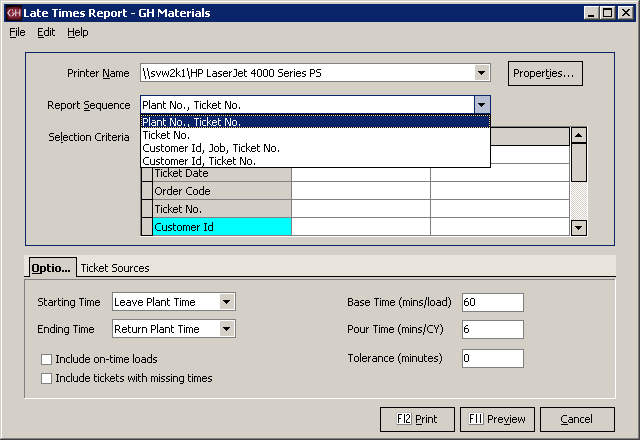 GH Late Times Report - GH Materials
File Edit Help
Printer Name \\svw2k1\HP LaserJet 4000 Series PS Properties...
Report Sequence Plant No., Ticket No.
Plant No., Ticket No.
Selection Criteria Ticket No.
Customer Id, Job, Ticket No.
Customer Id, Ticket No.
Ticket Date
Order Code
Ticket No.
Customer Id
Optio... Ticket Sources
Starting Time Leave Plant Time Base Time (mins/load) 60
Ending Time Return Plant Time Pour Time (mins/CY) 6
Include on-time loads Tolerance (minutes) 0
Include tickets with missing times
F12 Print F11 Preview Cancel